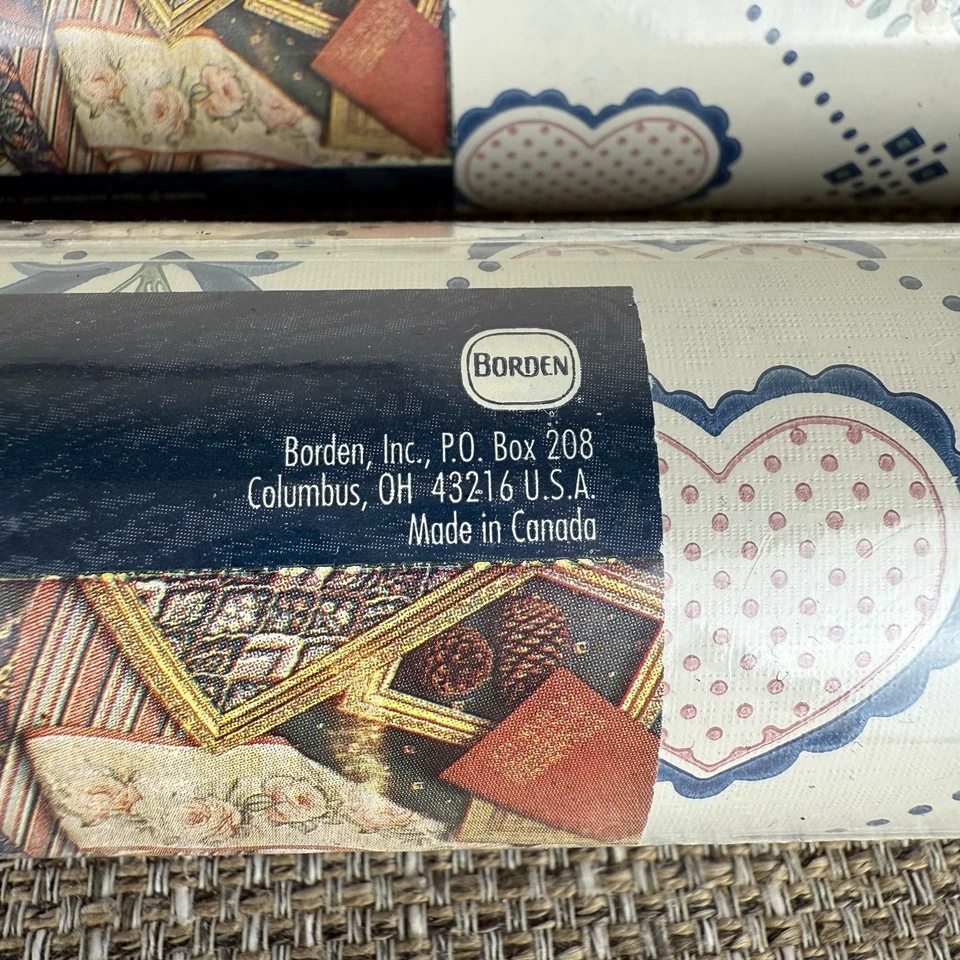 BORDEN
Borden, Inc., P.O. Box 208
Columbus, OH 43216 U.S.A.
Made in Canada